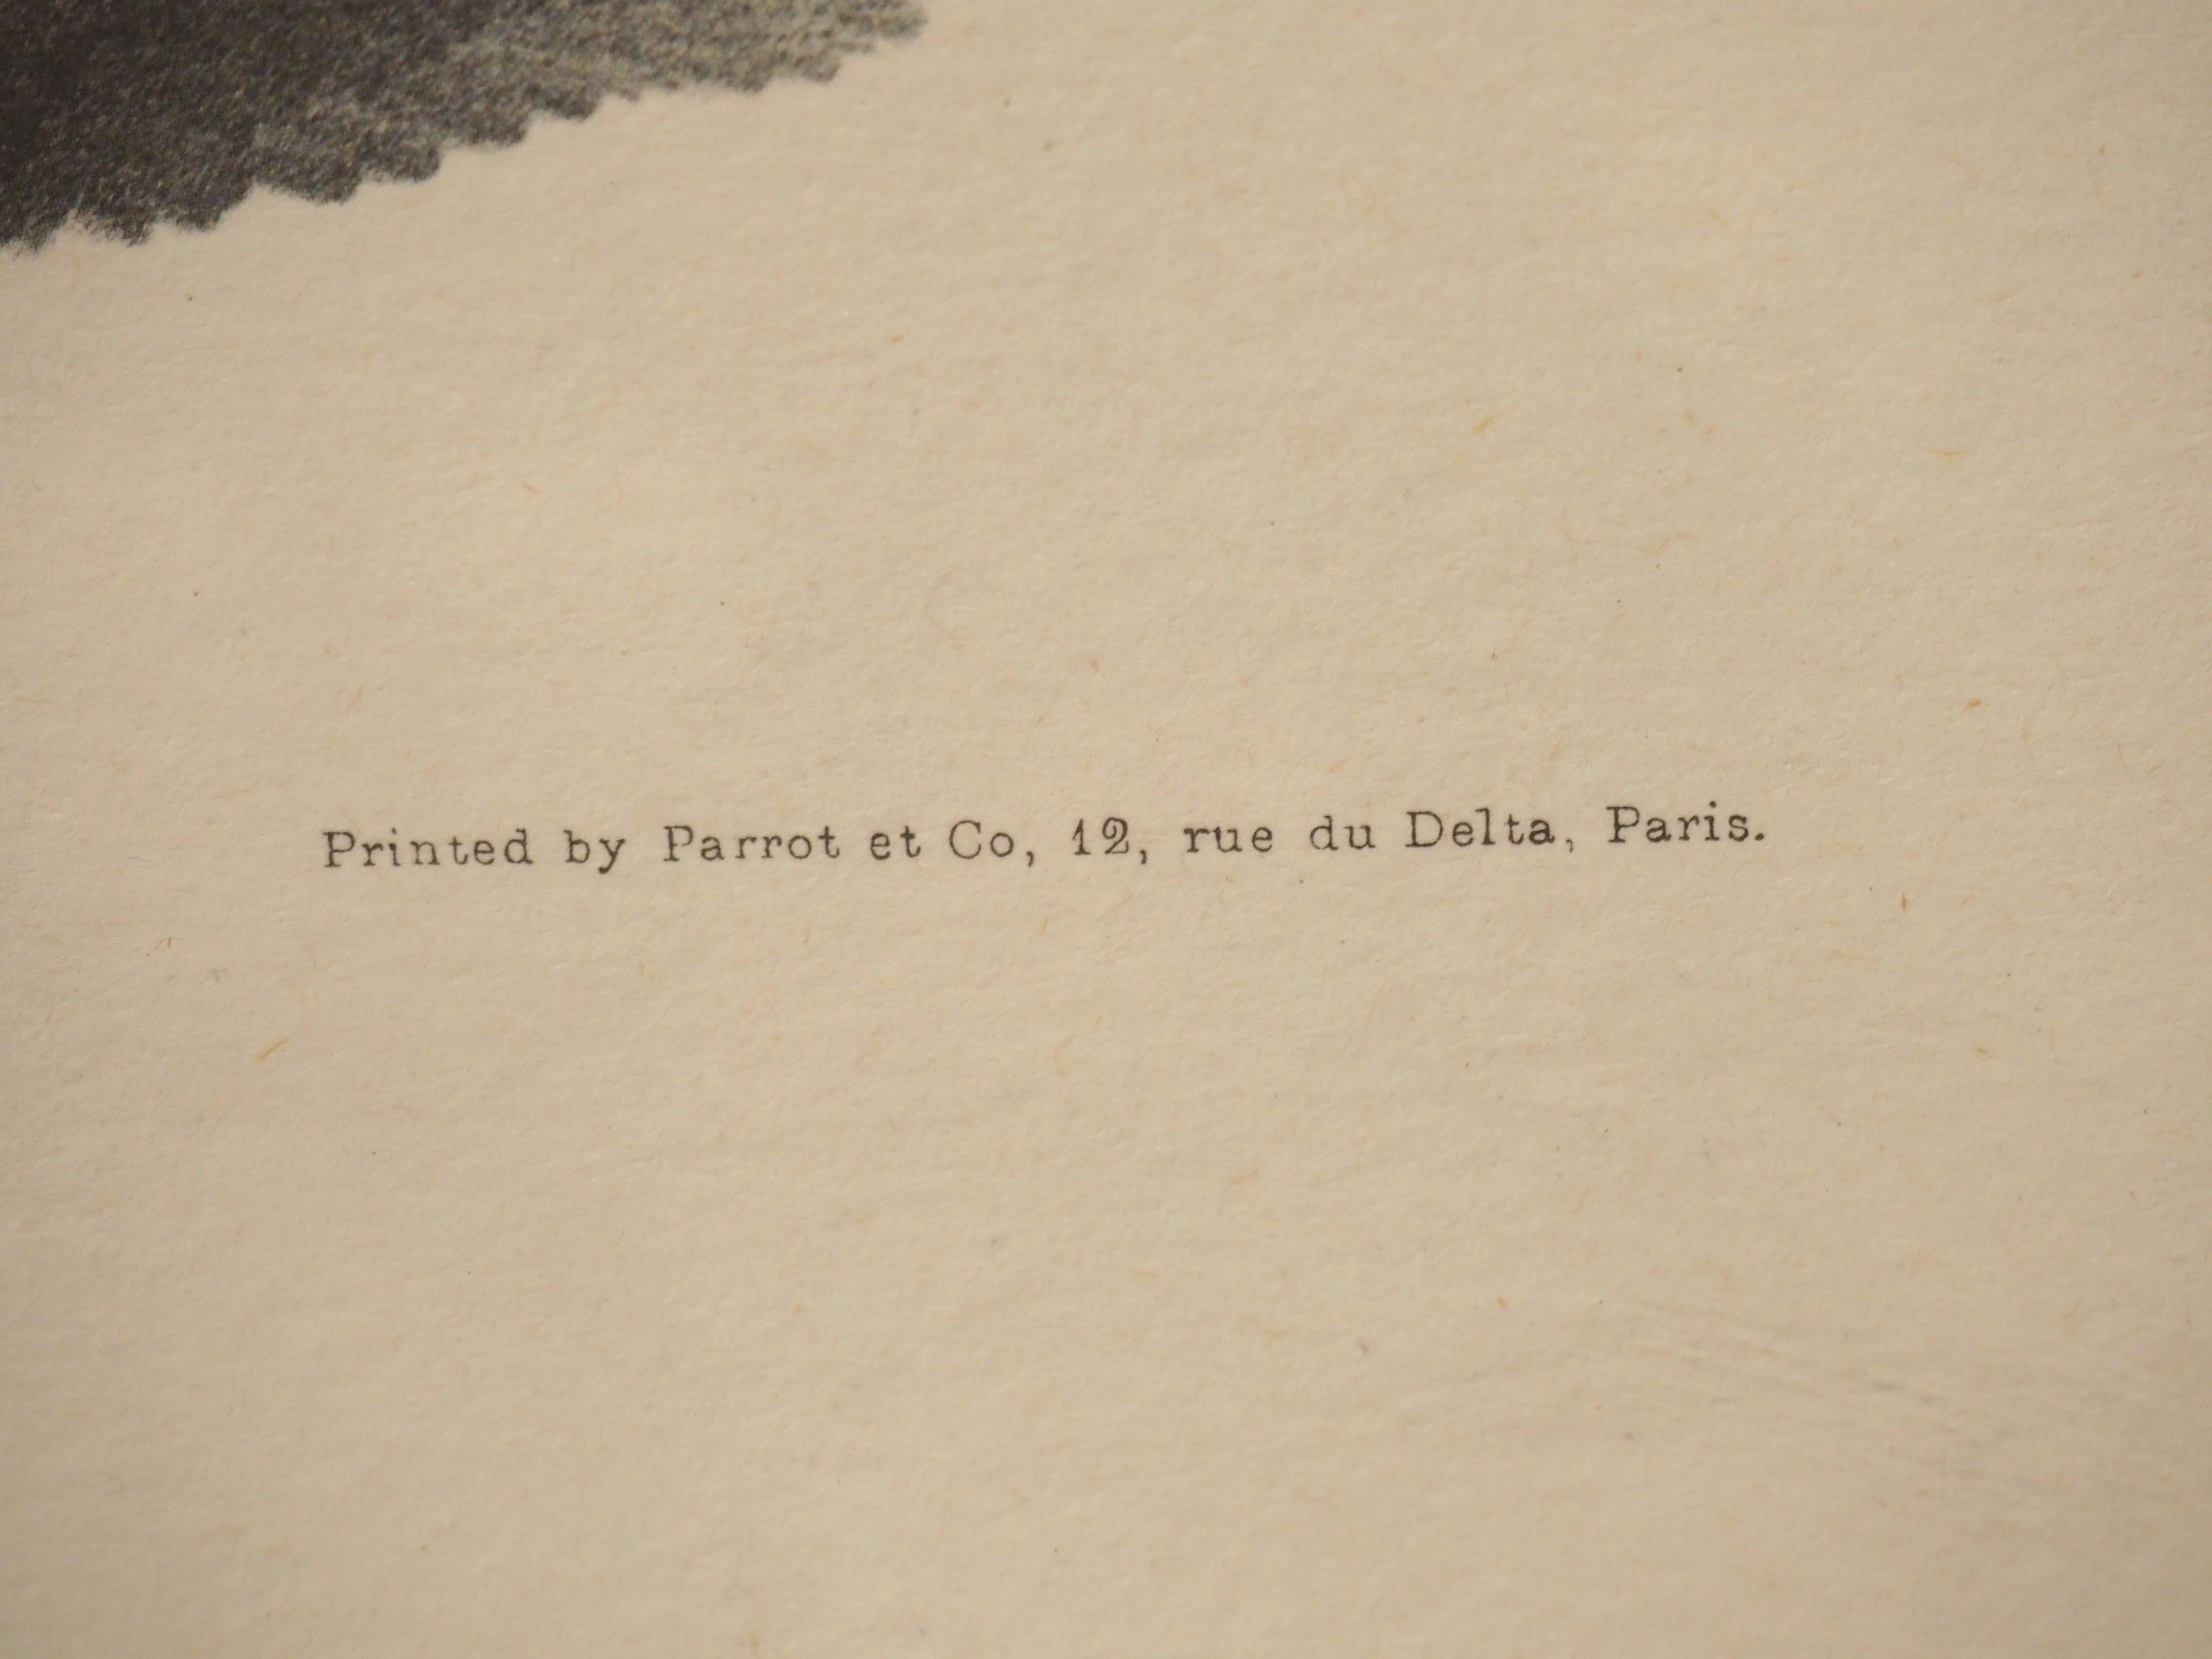 Printed by Parrot et Co, 12, rue du Delta, Paris.